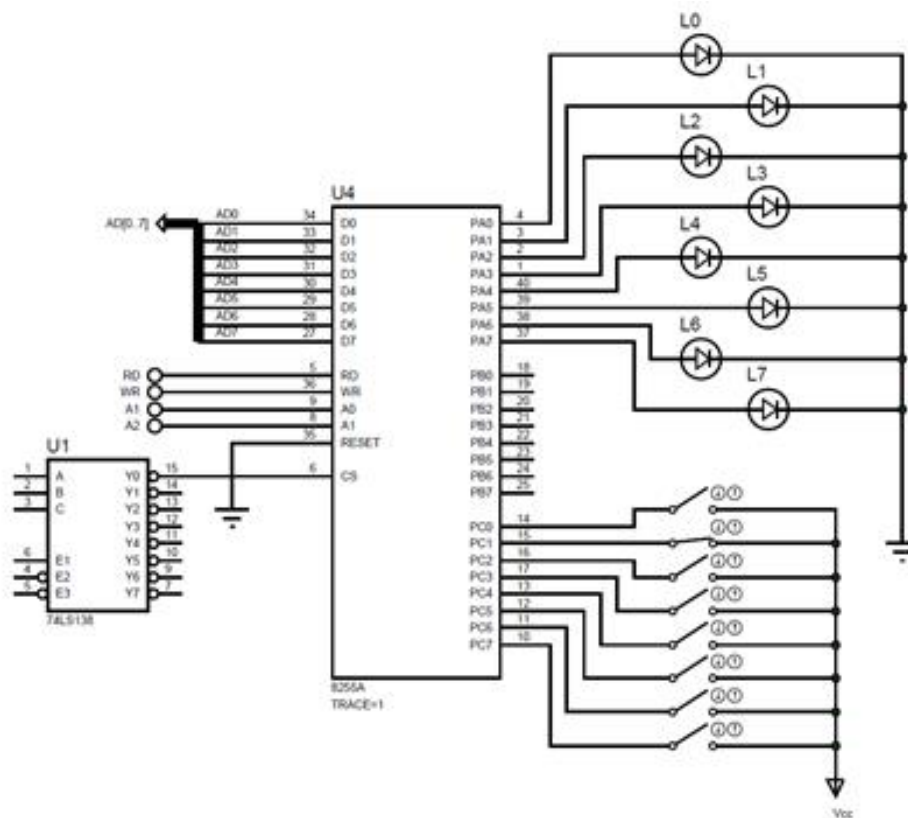 L0
L1
L2
L3
L4
L5
L6
L7
U4
AD[0..7]
AD0 34 D0 PA0 4
AD1 33 D1 PA1 3
AD2 32 D2 PA2 2
AD3 31 D3 PA3 1
AD4 30 D4 PA4 40
AD5 29 D5 PA5 39
AD6 28 D6 PA6 38
AD7 27 D7 PA7 37
RD 5 RD PB0 18
WR 36 WR PB1 19
A1 9 A0 PB2 20
A2 8 A1 PB3 21
35 RESET PB4 22
PB5 23
6 CS PB6 24
PB7 25
U1
1 A Y0 15
2 B Y1 14
3 C Y2 13
Y3 12
Y4 11
6 E1 Y5 10
4 E2 Y6 9
5 E3 Y7 7
74LS138
PC0 14
PC1 15
PC2 16
PC3 17
PC4 13
PC5 12
PC6 11
PC7 10
8255A
TRACE=1
Vcc